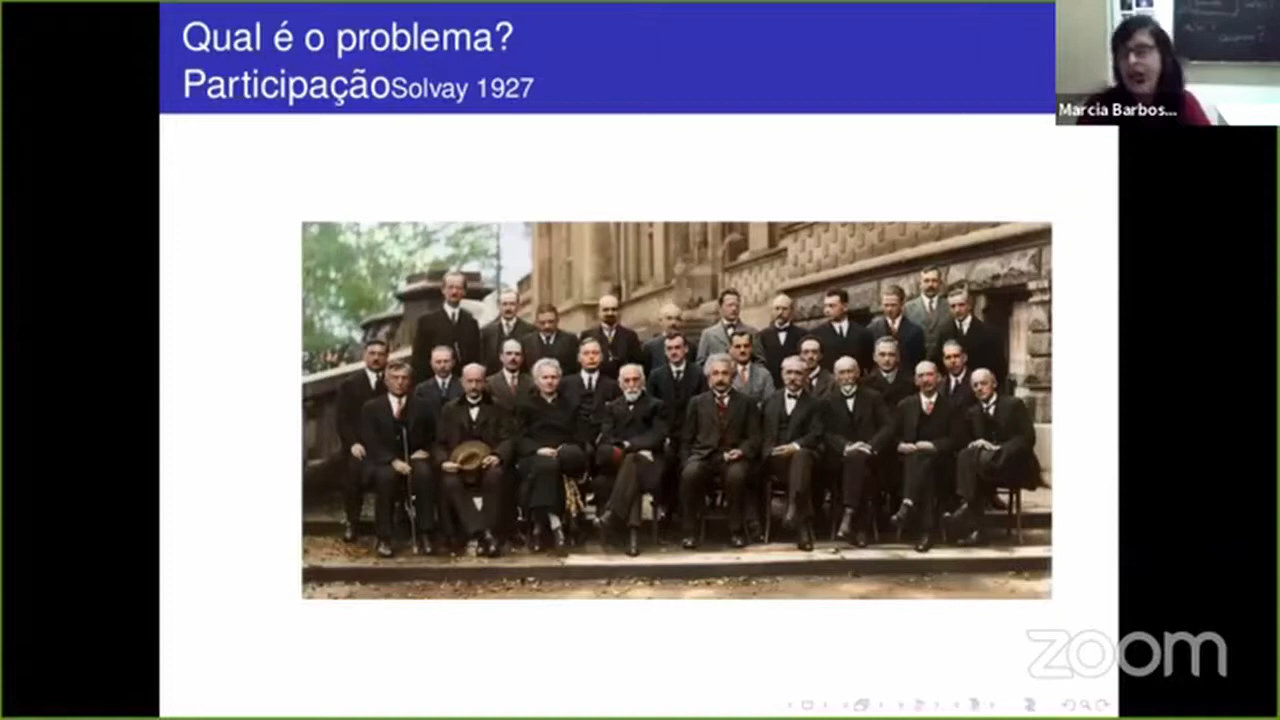 Qual é o problema?
ParticipaçãoSolvay 1927
Marcia Barbos...
zoom